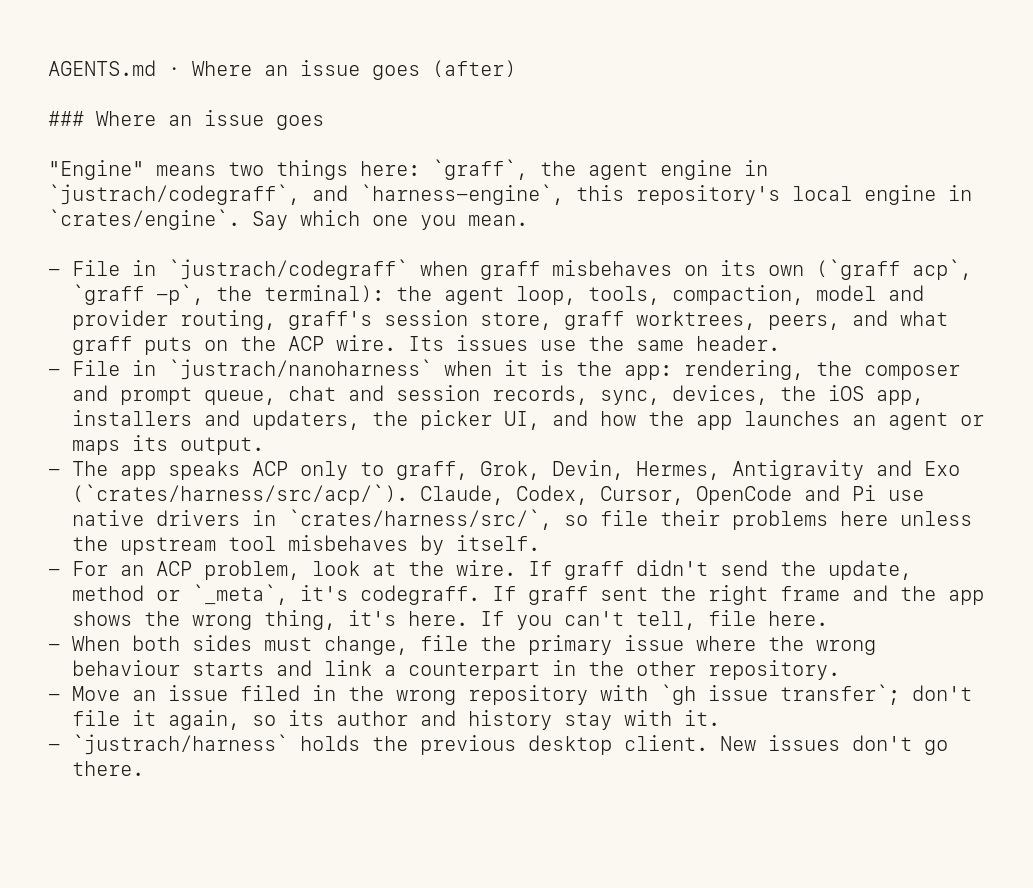 AGENTS.md · Where an issue goes (after)
### Where an issue goes
"Engine" means two things here: `graff`, the agent engine in
`justrach/codegraff`, and `harness-engine`, this repository's local engine in
`crates/engine`. Say which one you mean.
- File in `justrach/codegraff` when graff misbehaves on its own (`graff acp`,
`graff -p`, the terminal): the agent loop, tools, compaction, model and
provider routing, graff's session store, graff worktrees, peers, and what
graff puts on the ACP wire. Its issues use the same header.
- File in `justrach/nanoharness` when it is the app: rendering, the composer
and prompt queue, chat and session records, sync, devices, the iOS app,
installers and updaters, the picker UI, and how the app launches an agent or
maps its output.
- The app speaks ACP only to graff, Grok, Devin, Hermes, Antigravity and Exo
(`crates/harness/src/acp/`). Claude, Codex, Cursor, OpenCode and Pi use
native drivers in `crates/harness/src/`, so file their problems here unless
the upstream tool misbehaves by itself.
- For an ACP problem, look at the wire. If graff didn't send the update,
method or `_meta`, it's codegraff. If graff sent the right frame and the app
shows the wrong thing, it's here. If you can't tell, file here.
- When both sides must change, file the primary issue where the wrong
behaviour starts and link a counterpart in the other repository.
- Move an issue filed in the wrong repository with `gh issue transfer`; don't
file it again, so its author and history stay with it.
- `justrach/harness` holds the previous desktop client. New issues don't go
there.